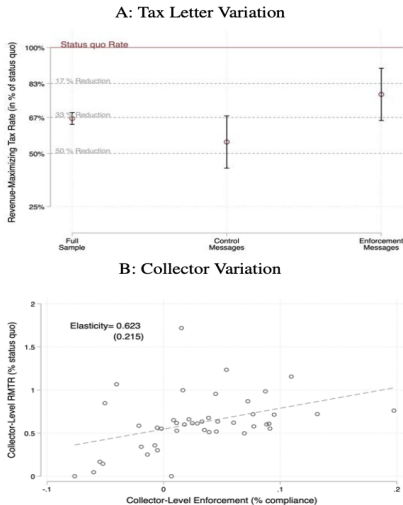 A: Tax Letter Variation
Revenue-Maximizing Tax Rate (in % of status quo)
100%
Status quo Rate
83%
17 % Reduction
67%
33 % Reduction
50%
50 % Reduction
25%
Full
Sample
Control
Messages
Enforcement
Messages
B: Collector Variation
Collector-Level RMTR (% status quo)
2
1.5
1
0.5
0
Elasticity= 0.623
(0.215)
-.1
0
.1
.2
Collector-Level Enforcement (% compliance)